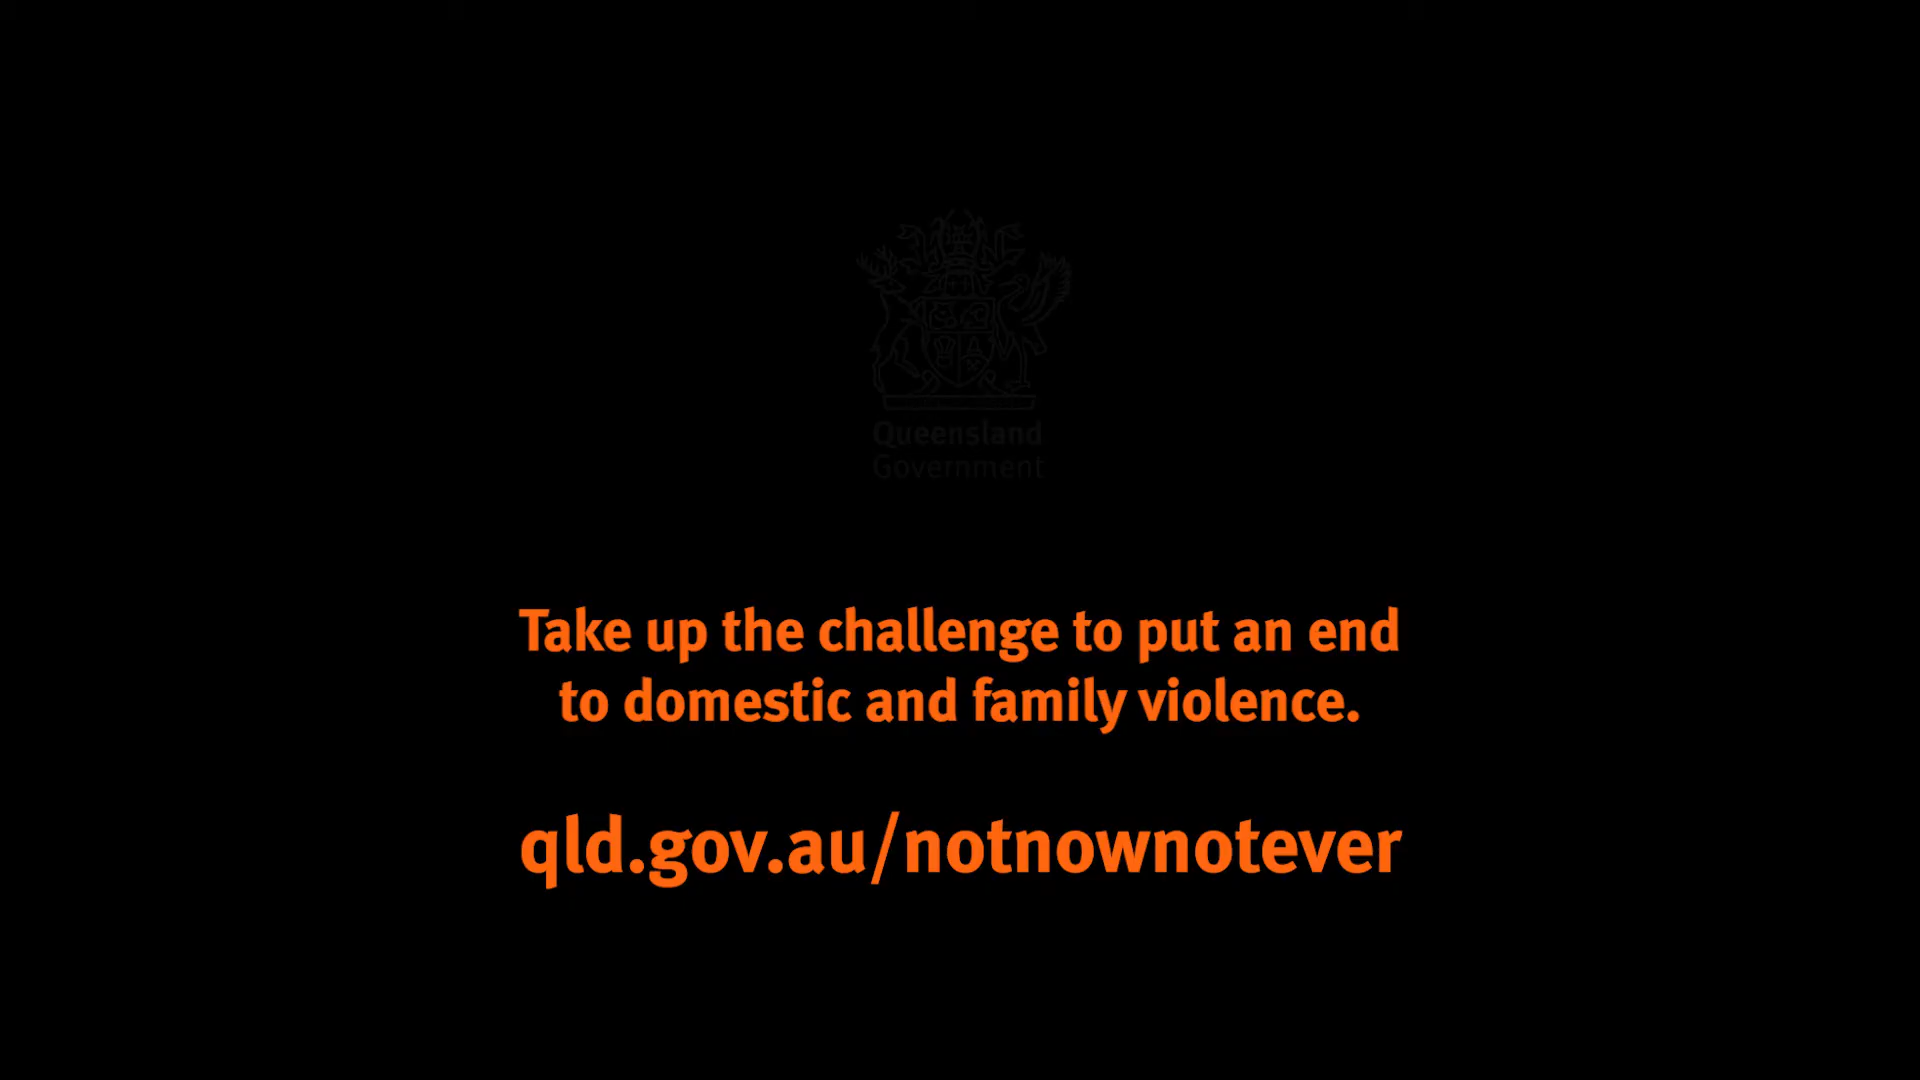 Queensland
Government
Take up the challenge to put an end
to domestic and family violence.
qld.gov.au/notnownotever